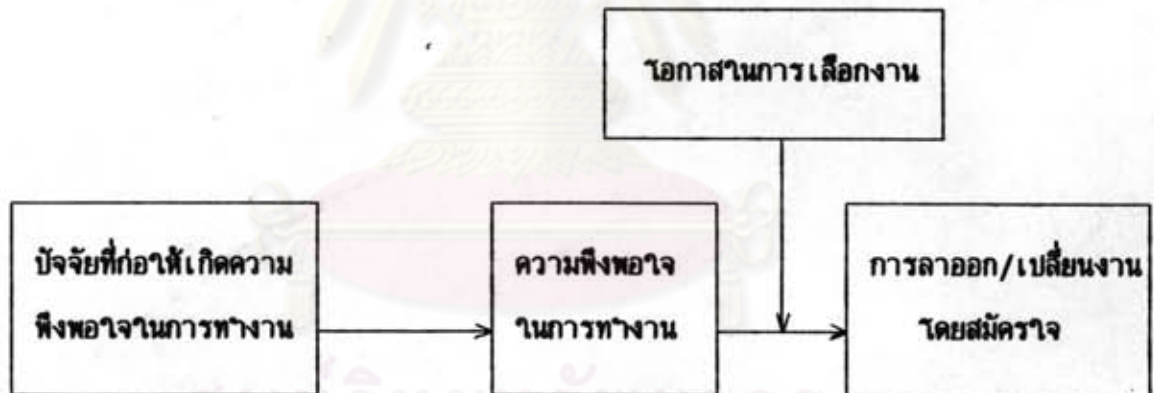 โอกาสในการเลือกงาน
ปัจจัยที่ก่อให้เกิดความ
พึงพอใจในการทำงาน
ความพึงพอใจ
ในการทำงาน
การลาออก/เปลี่ยนงาน
โดยสมัครใจ